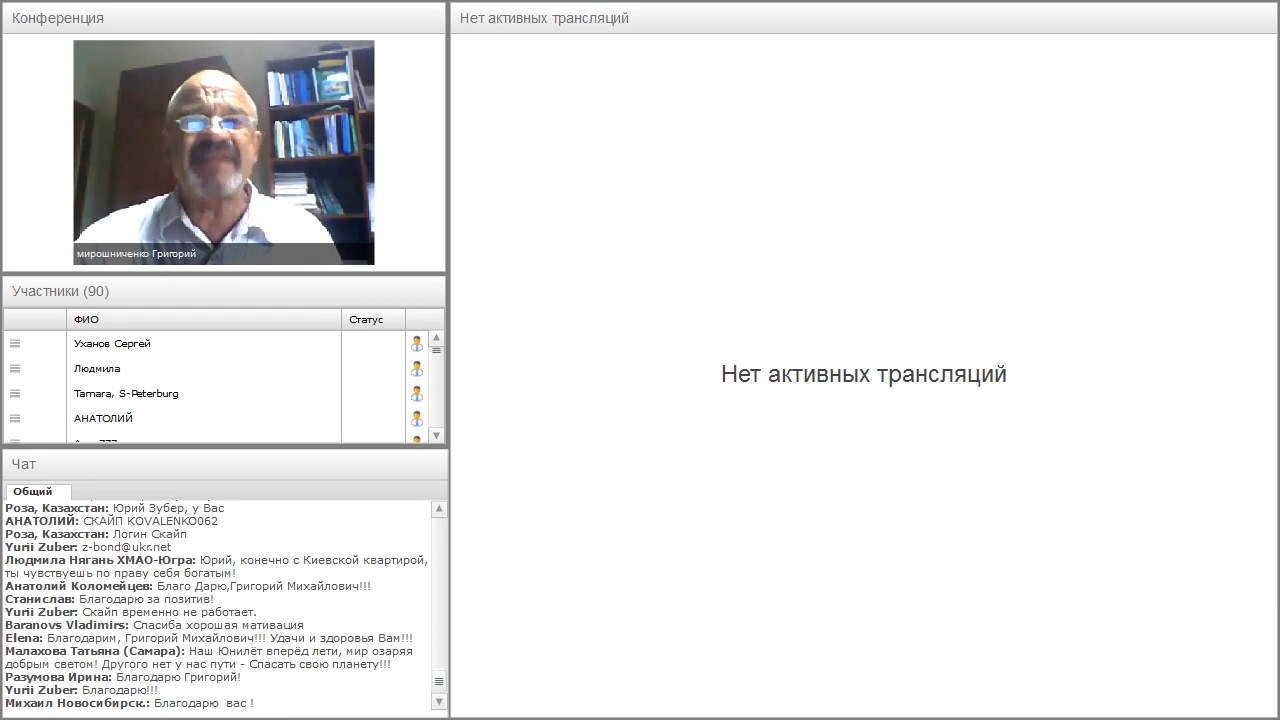 Конференция
мирошниченко Григорий
Участники (90)
ФИО Статус
Уханов Сергей
Людмила
Tamara, S-Peterburg
АНАТОЛИЙ
Чат
Общий
Роза, Казахстан: Юрий Зубер, у Вас
АНАТОЛИЙ: СКАЙП KOVALENKO062
Роза, Казахстан: Логин Скайп
Yurii Zuber: z-bond@ukr.net
Людмила Нягань ХМАО-Югра: Юрий, конечно с Киевской квартирой,
ты чувствуешь по праву себя богатым!
Анатолий Коломейцев: Благо Дарю,Григорий Михайлович!!!
Станислав: Благодарю за позитив!
Yurii Zuber: Скайп временно не работает.
Baranovs Vladimirs: Спасиба хорошая мативация
Elena: Благодарим, Григорий Михайлович!!! Удачи и здоровья Вам!!!
Малахова Татьяна (Самара): Наш Юнилёт вперёд лети, мир озаряя
добрым светом! Другого нет у нас пути - Спасать свою планету!!!
Разумова Ирина: Благодарю Григорий!
Yurii Zuber: Благодарю!!!
Михаил Новосибирск.: Благодарю вас !
Нет активных трансляций
Нет активных трансляций